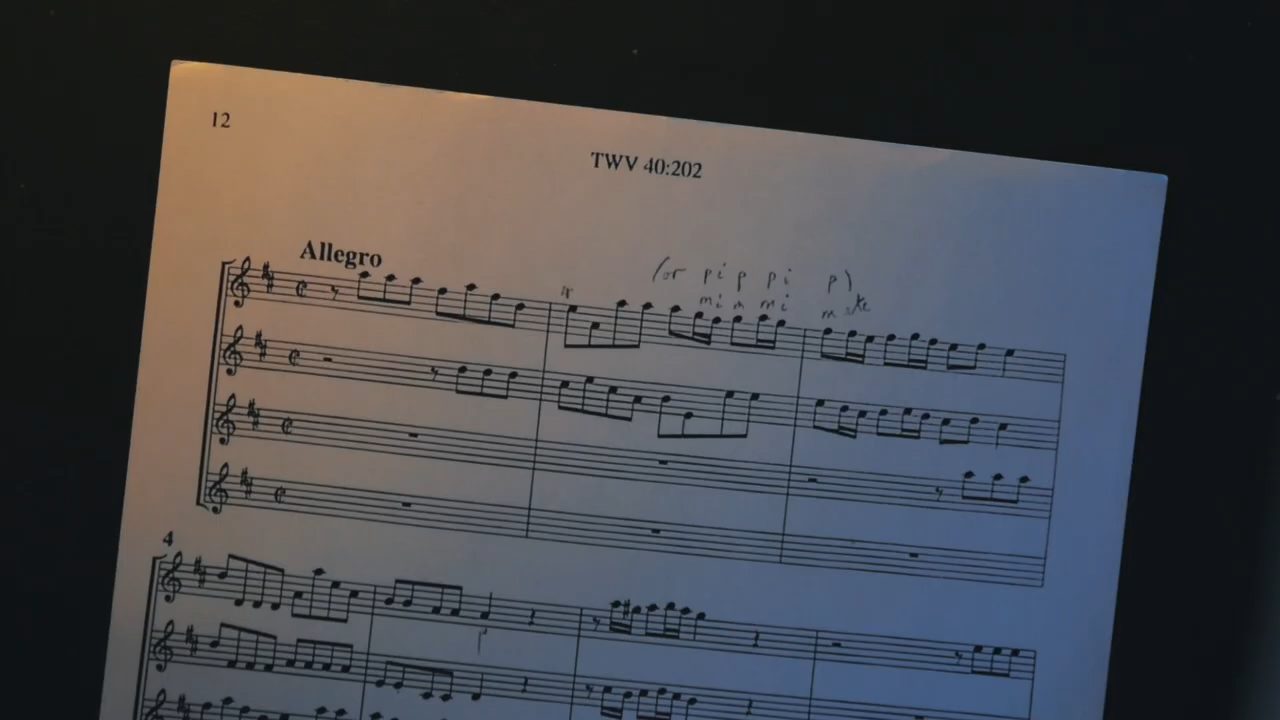 12
TWV 40:202
Allegro
(or pi p pi p)
mi m mi m
4